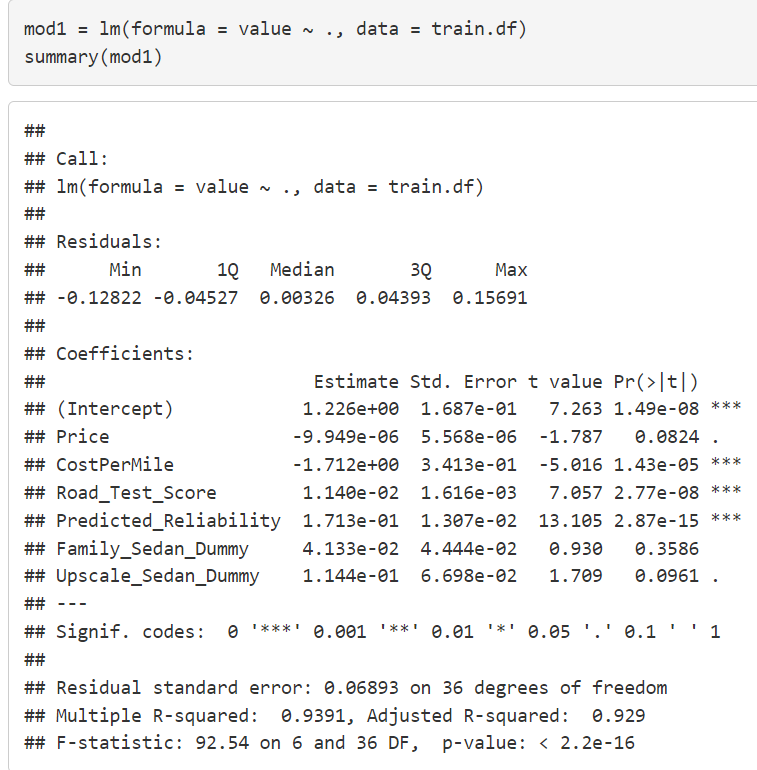 mod1 = lm(formula = value ~ ., data = train.df)
summary(mod1)
##
## Call:
## lm(formula = value ~ ., data = train.df)
##
## Residuals:
##      Min       1Q   Median       3Q      Max
## -0.12822 -0.04527  0.00326  0.04393  0.15691
##
## Coefficients:
##                         Estimate Std. Error t value Pr(>|t|)
## (Intercept)            1.226e+00  1.687e-01   7.263 1.49e-08 ***
## Price                 -9.949e-06  5.568e-06  -1.787   0.0824 .
## CostPerMile           -1.712e+00  3.413e-01  -5.016 1.43e-05 ***
## Road_Test_Score        1.140e-02  1.616e-03   7.057 2.77e-08 ***
## Predicted_Reliability  1.713e-01  1.307e-02  13.105 2.87e-15 ***
## Family_Sedan_Dummy     4.133e-02  4.444e-02   0.930   0.3586
## Upscale_Sedan_Dummy    1.144e-01  6.698e-02   1.709   0.0961 .
## ---
## Signif. codes:  0 '***' 0.001 '**' 0.01 '*' 0.05 '.' 0.1 ' ' 1
##
## Residual standard error: 0.06893 on 36 degrees of freedom
## Multiple R-squared:  0.9391, Adjusted R-squared:  0.929
## F-statistic: 92.54 on 6 and 36 DF,  p-value: < 2.2e-16